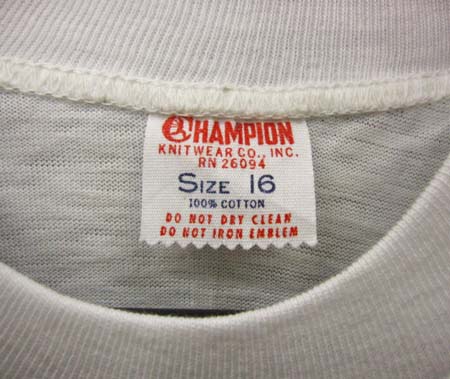 CHAMPION
KNITWEAR CO., INC.
RN 26094
SIZE 16
100% COTTON
DO NOT DRY CLEAN
DO NOT IRON EMBLEM